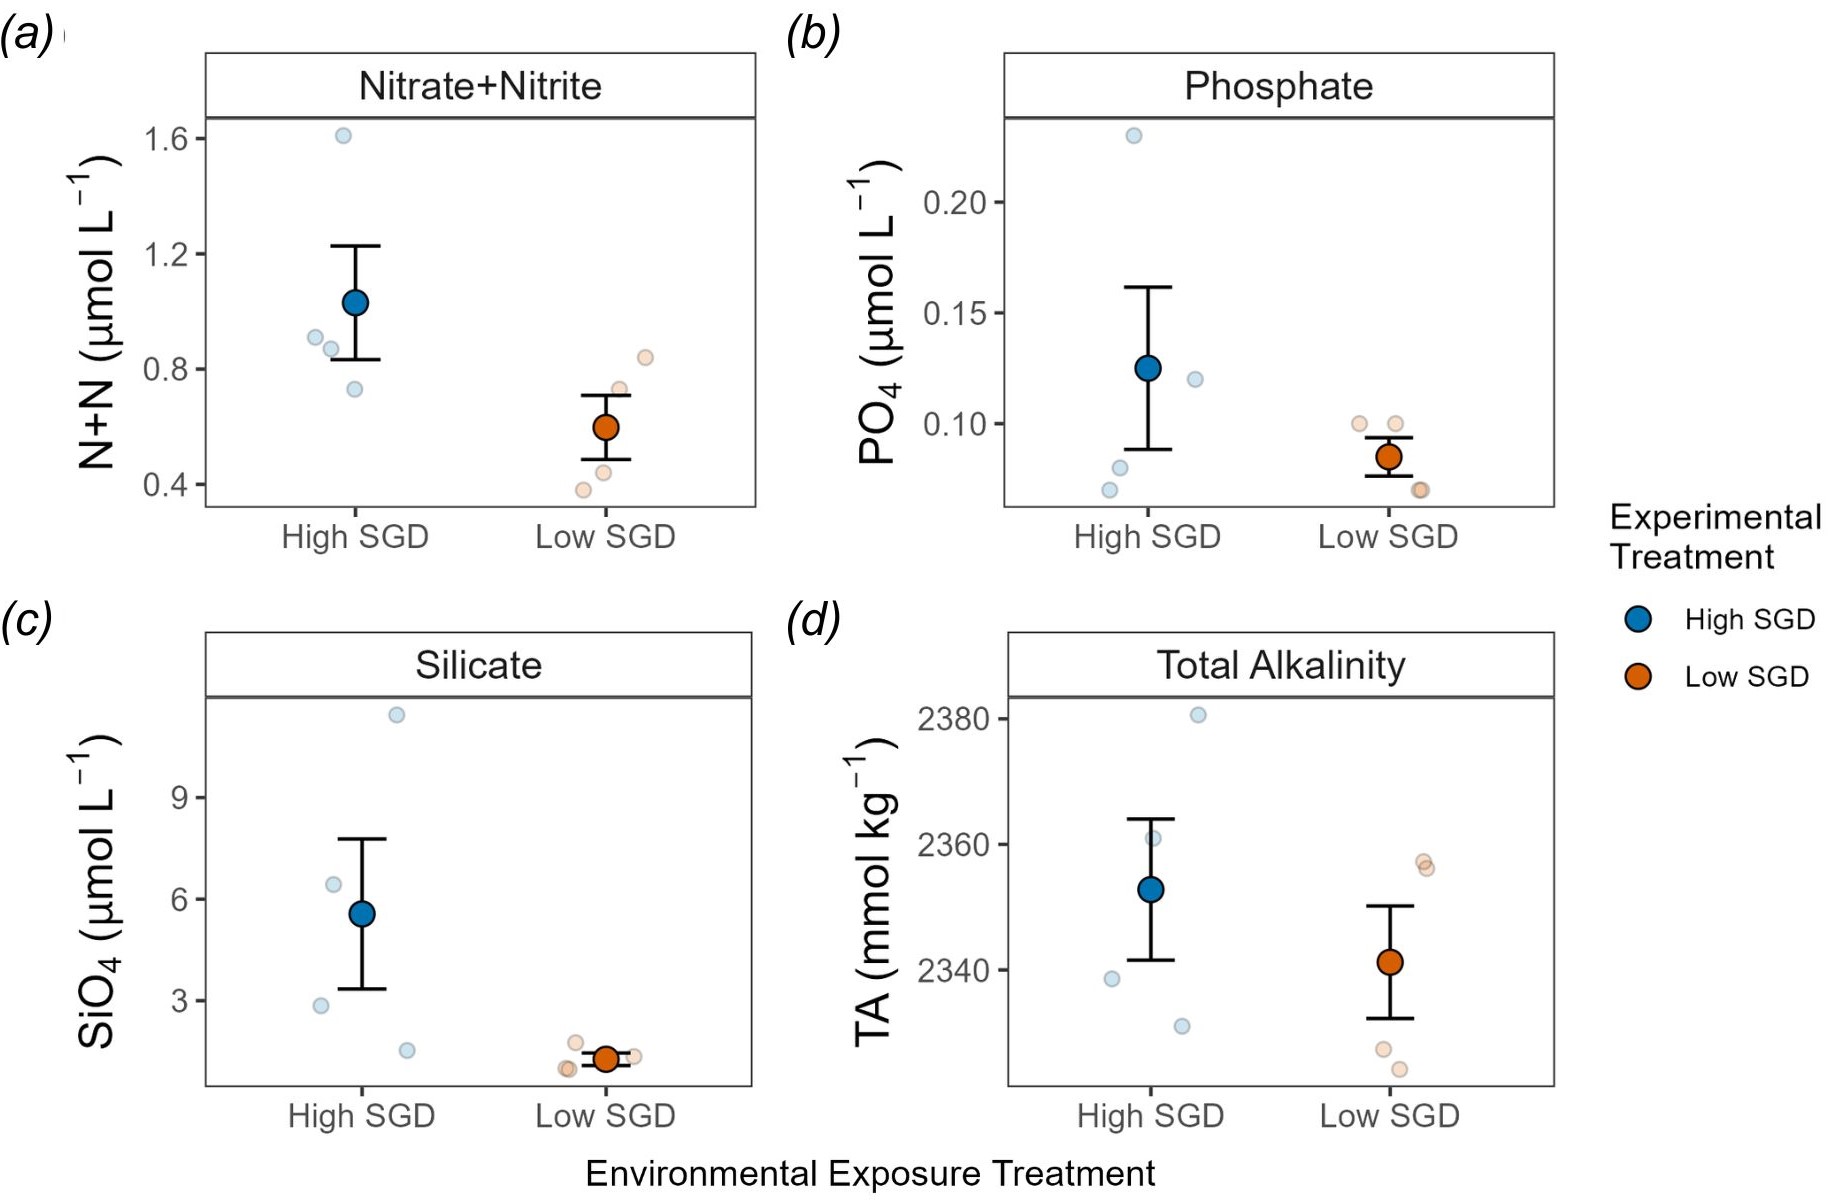 (a)
Nitrate+Nitrite
N+N (µmol L⁻¹)
1.6
1.2
0.8
0.4
High SGD
Low SGD
(b)
Phosphate
PO₄ (µmol L⁻¹)
0.20
0.15
0.10
High SGD
Low SGD
(c)
Silicate
SiO₄ (µmol L⁻¹)
9
6
3
High SGD
Low SGD
(d)
Total Alkalinity
TA (mmol kg⁻¹)
2380
2360
2340
High SGD
Low SGD
Experimental
Treatment
High SGD
Low SGD
Environmental Exposure Treatment